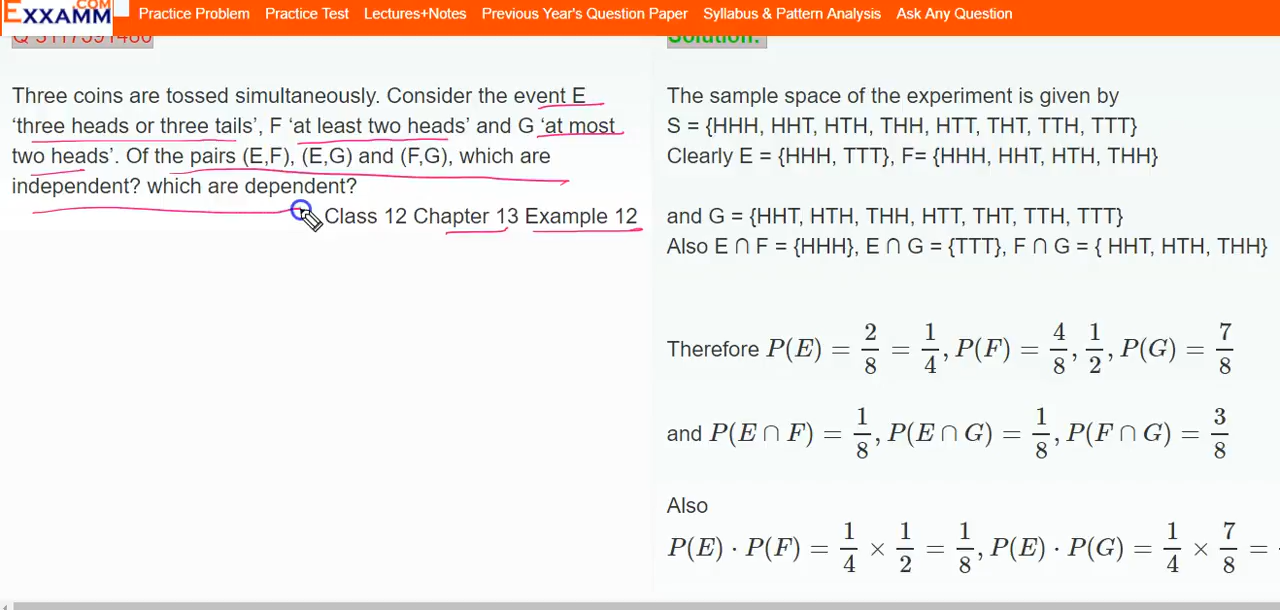 .COM
EXXAMM
Practice Problem Practice Test Lectures+Notes Previous Year's Question Paper Syllabus & Pattern Analysis Ask Any Question
Q 3117391480
Three coins are tossed simultaneously. Consider the event E
‘three heads or three tails’, F ‘at least two heads’ and G ‘at most
two heads’. Of the pairs (E,F), (E,G) and (F,G), which are
independent? which are dependent?
Class 12 Chapter 13 Example 12
Solution:
The sample space of the experiment is given by
S = {HHH, HHT, HTH, THH, HTT, THT, TTH, TTT}
Clearly E = {HHH, TTT}, F= {HHH, HHT, HTH, THH}
and G = {HHT, HTH, THH, HTT, THT, TTH, TTT}
Also E ∩ F = {HHH}, E ∩ G = {TTT}, F ∩ G = { HHT, HTH, THH}
Therefore P(E) = 2/8 = 1/4, P(F) = 4/8, 1/2, P(G) = 7/8
and P(E ∩ F) = 1/8, P(E ∩ G) = 1/8, P(F ∩ G) = 3/8
Also
P(E) · P(F) = 1/4 × 1/2 = 1/8, P(E) · P(G) = 1/4 × 7/8 =